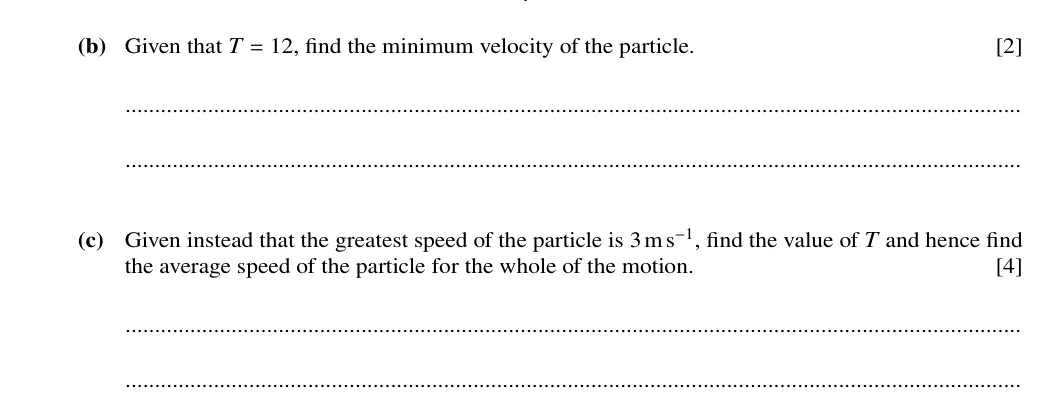 (b) Given that T = 12, find the minimum velocity of the particle. [2]
(c) Given instead that the greatest speed of the particle is 3 m s⁻¹, find the value of T and hence find
the average speed of the particle for the whole of the motion. [4]